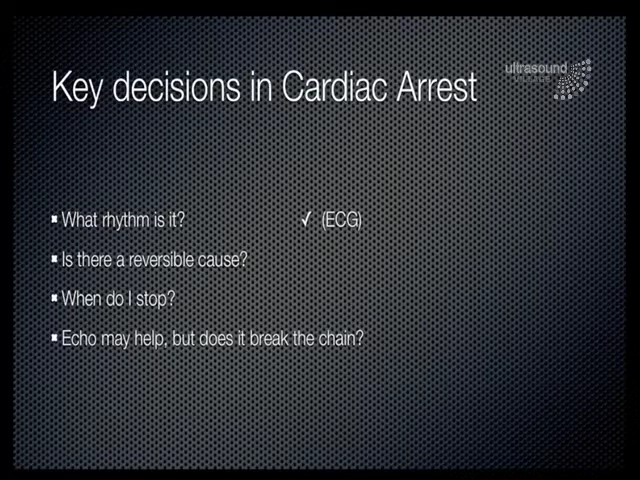 Key decisions in Cardiac Arrest
ultrasound
What rhythm is it? ✓ (ECG)
Is there a reversible cause?
When do I stop?
Echo may help, but does it break the chain?